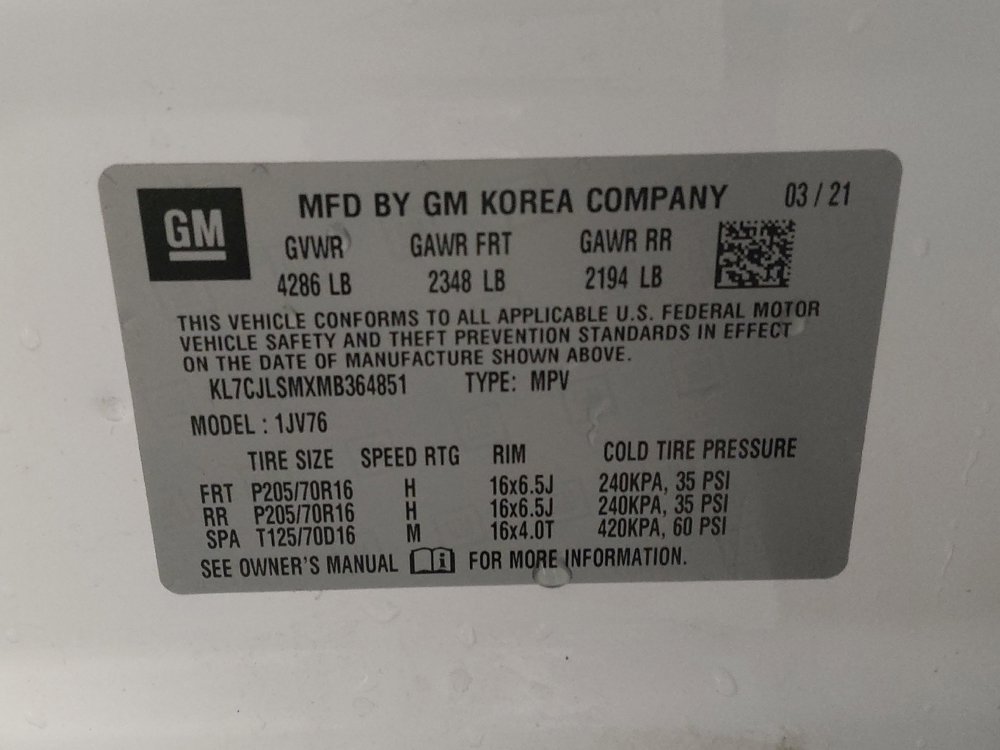 GM
MFD BY GM KOREA COMPANY 03 / 21
GVWR GAWR FRT GAWR RR
4286 LB 2348 LB 2194 LB
THIS VEHICLE CONFORMS TO ALL APPLICABLE U.S. FEDERAL MOTOR
VEHICLE SAFETY AND THEFT PREVENTION STANDARDS IN EFFECT
ON THE DATE OF MANUFACTURE SHOWN ABOVE.
KL7CJLSMXMB364851 TYPE: MPV
MODEL : 1JV76
TIRE SIZE SPEED RTG RIM COLD TIRE PRESSURE
FRT P205/70R16 H 16x6.5J 240KPA, 35 PSI
RR P205/70R16 H 16x6.5J 240KPA, 35 PSI
SPA T125/70D16 M 16x4.0T 420KPA, 60 PSI
SEE OWNER'S MANUAL i FOR MORE INFORMATION.